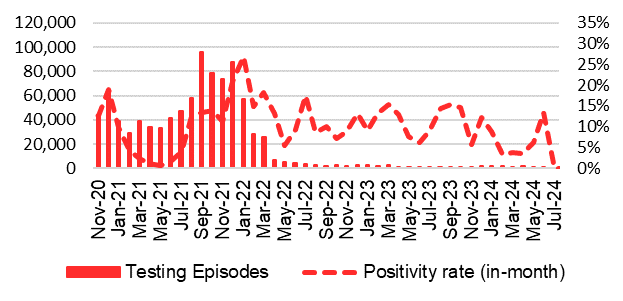 120,000
100,000
80,000
60,000
40,000
20,000
0
35%
30%
25%
20%
15%
10%
5%
0%
Nov-20
Jan-21
Mar-21
May-21
Jul-21
Sep-21
Nov-21
Jan-22
Mar-22
May-22
Jul-22
Sep-22
Nov-22
Jan-23
Mar-23
May-23
Jul-23
Sep-23
Nov-23
Jan-24
Mar-24
May-24
Jul-24
Testing Episodes
Positivity rate (in-month)